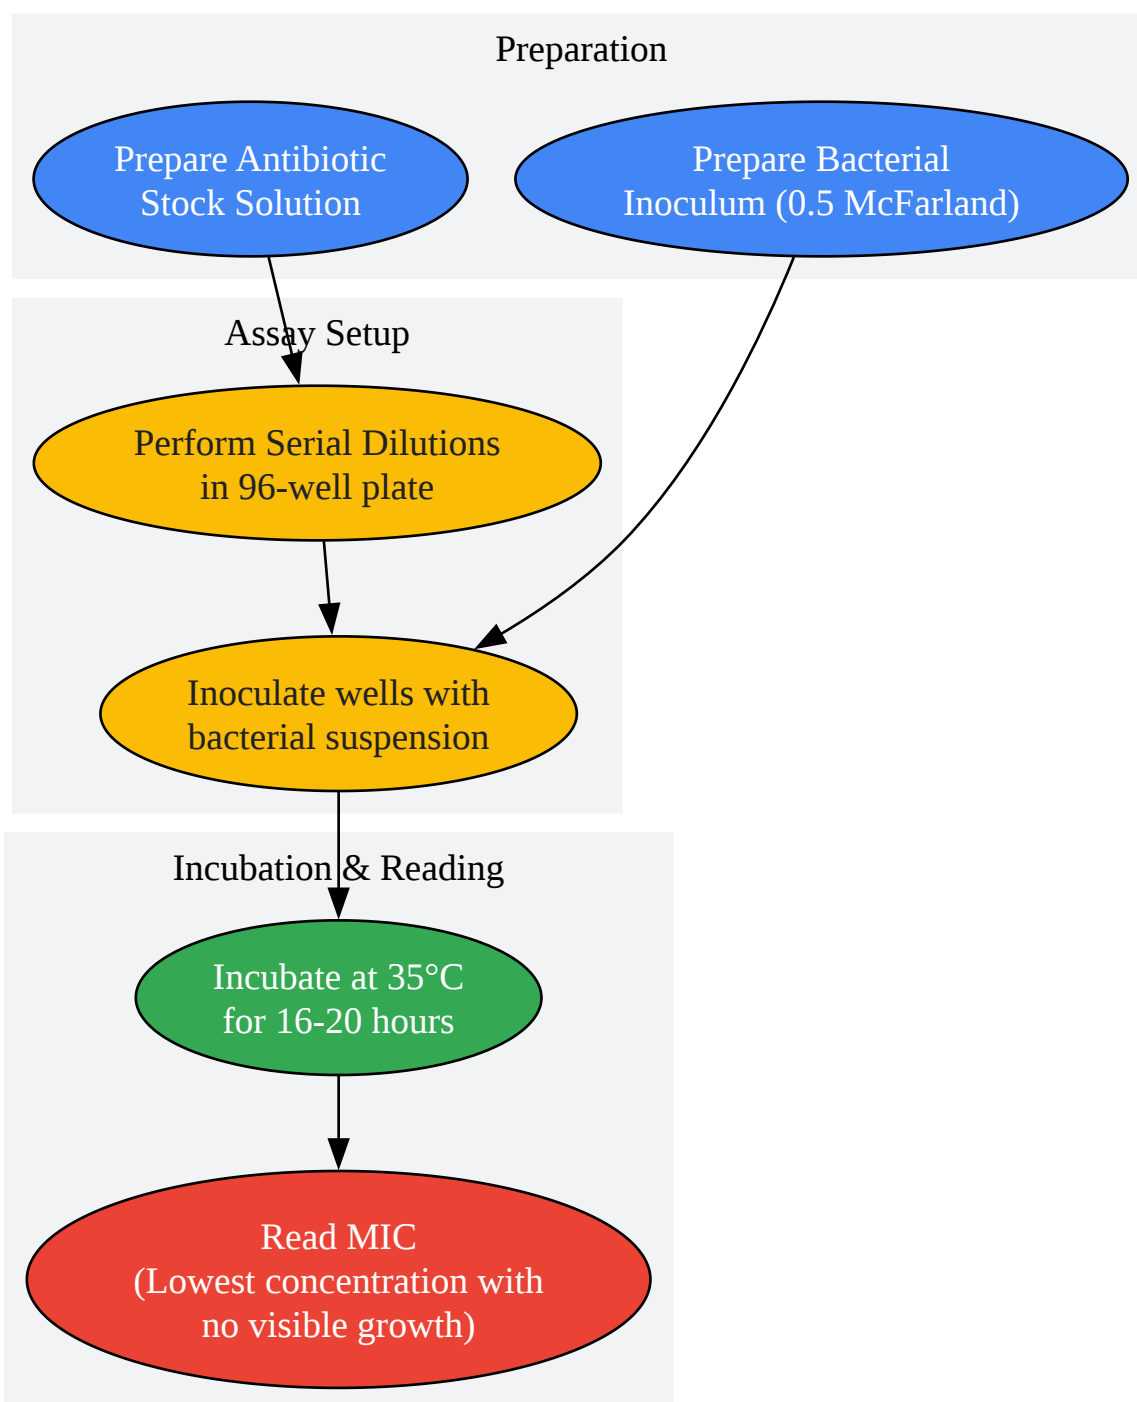 Preparation
Prepare Antibiotic
Stock Solution
Prepare Bacterial
Inoculum (0.5 McFarland)
Assay Setup
Perform Serial Dilutions
in 96-well plate
Inoculate wells with
bacterial suspension
Incubation & Reading
Incubate at 35°C
for 16-20 hours
Read MIC
(Lowest concentration with
no visible growth)